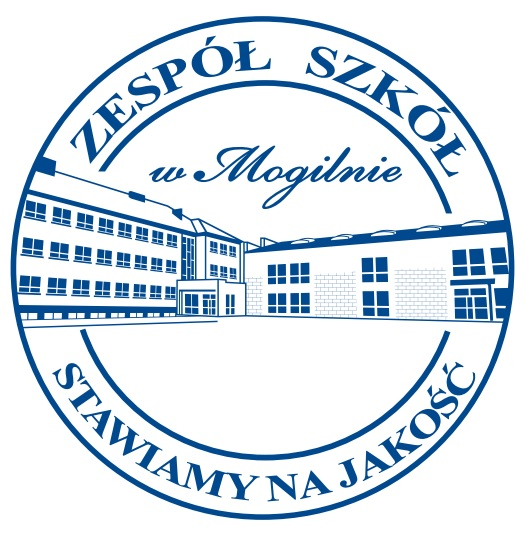 ZESPÓŁ SZKÓŁ
w Mogilnie
STAWIAMY NA JAKOŚĆ